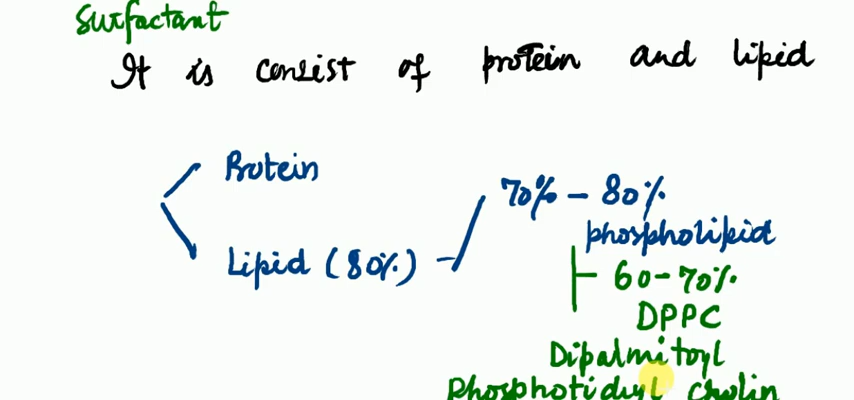 Surfactant
It is consist of protein and lipid
Protein
70% - 80%
phospholipid
Lipid (80%)
60-70%
DPPC
Dipalmitoyl
Phosphotidyl cholin